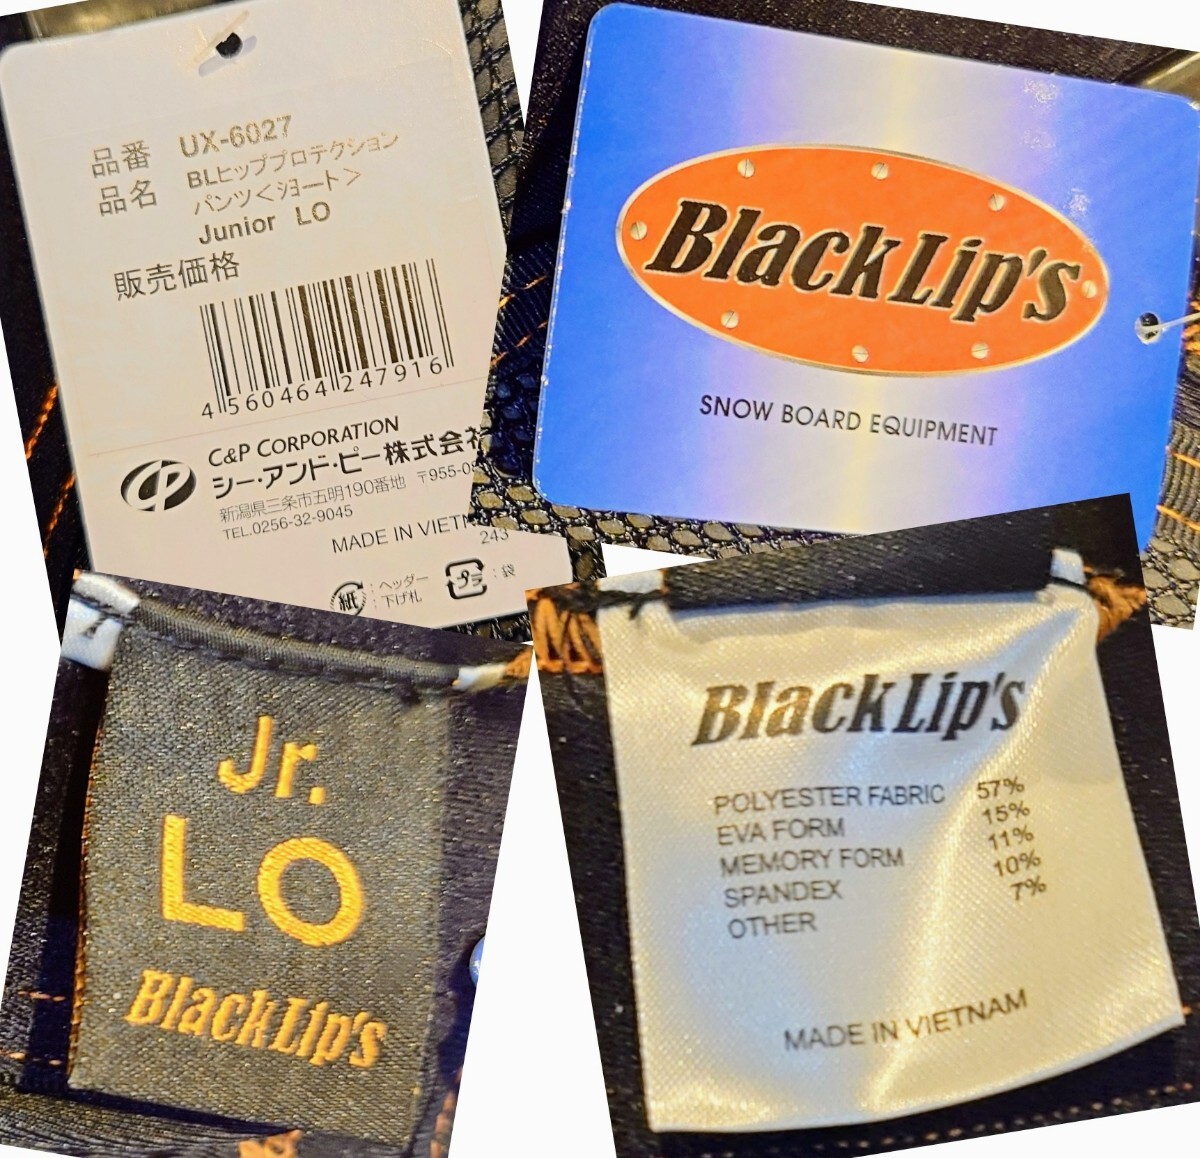 品番 UX-6027
品名 BLヒッププロテクション
パンツ<ショート>
Junior LO
販売価格
4 560464 247916
C&P CORPORATION
シー・アンド・ピー株式会社
新潟県三条市五明190番地 〒955-0
TEL.0256-32-9045
MADE IN VIETN
243
紙 : ヘッダー
: 下げ札
プラ : 袋
BlackLip's
SNOW BOARD EQUIPMENT
Jr.
LO
BlackLip's
BlackLip's
POLYESTER FABRIC 57%
EVA FORM 15%
MEMORY FORM 11%
SPANDEX 10%
OTHER 7%
MADE IN VIETNAM